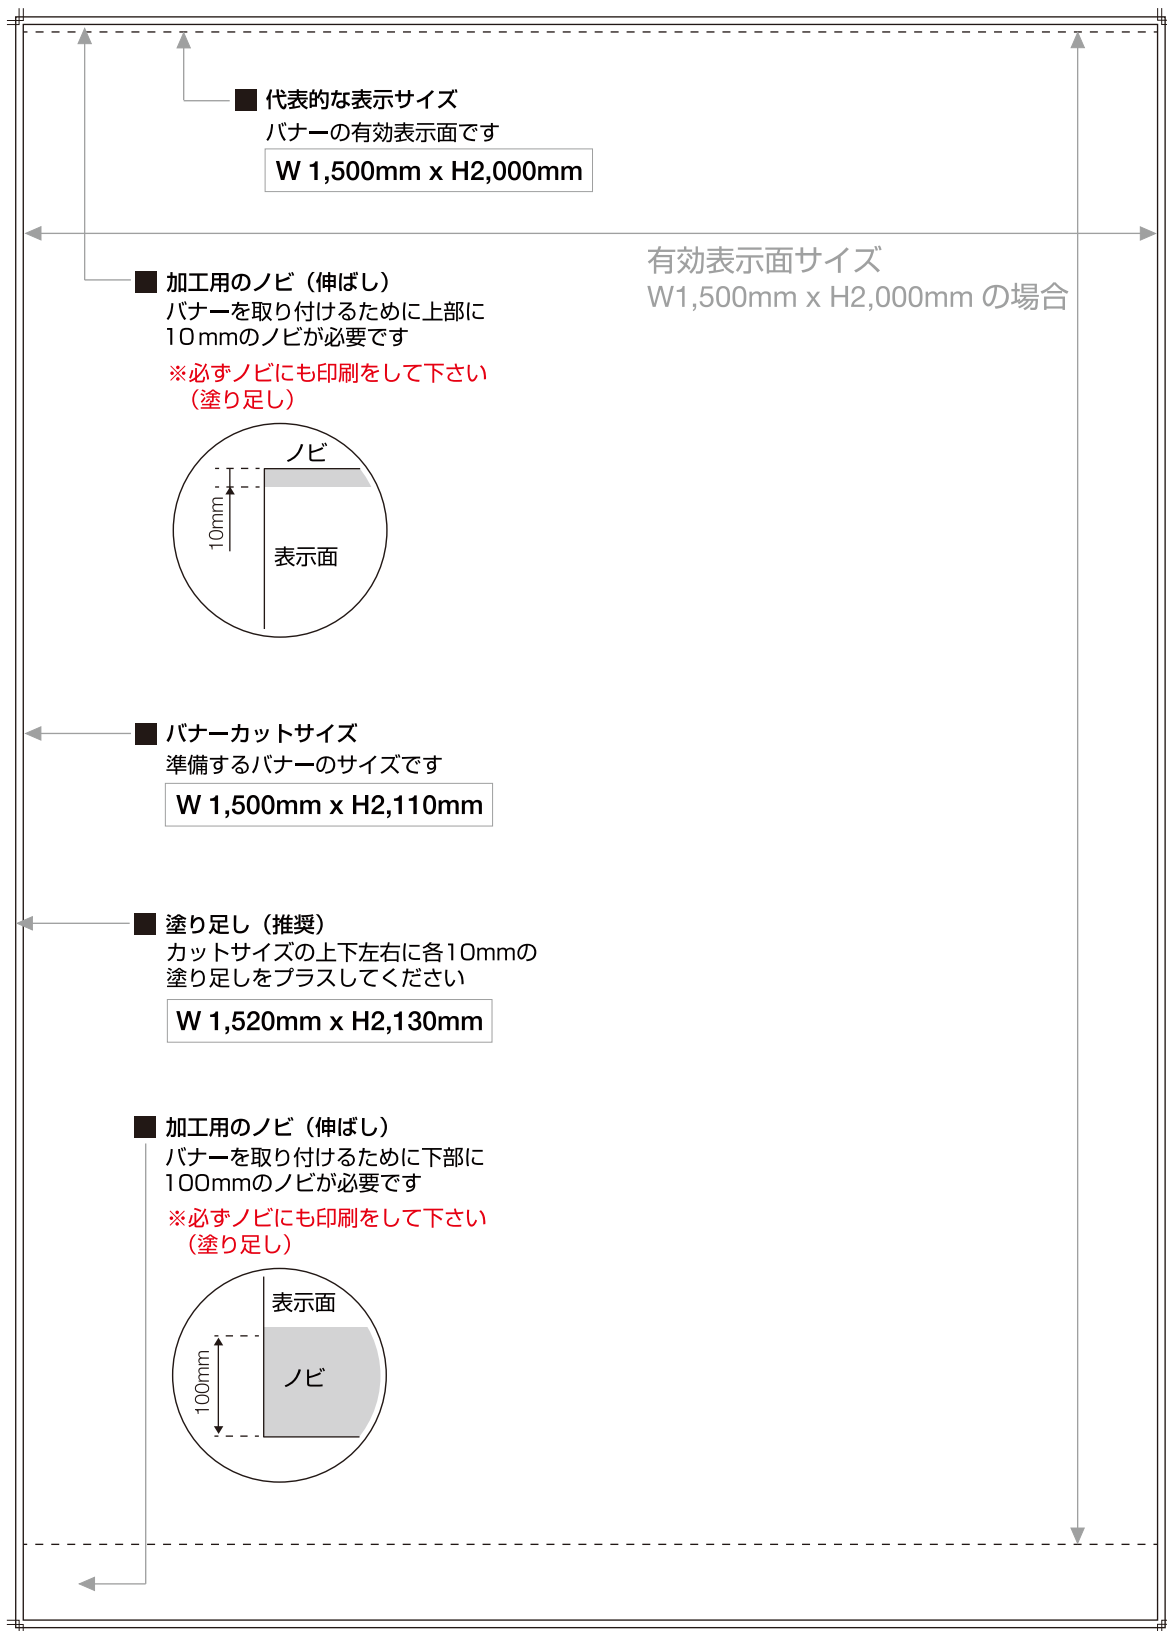 代表的な表示サイズ
バナーの有効表示面です
W 1,500mm x H2,000mm
有効表示面サイズ
W1,500mm x H2,000mm の場合
加工用のノビ（伸ばし）
バナーを取り付けるために上部に
10mmのノビが必要です
※必ずノビにも印刷をして下さい
（塗り足し）
ノビ
10mm
表示面
バナーカットサイズ
準備するバナーのサイズです
W 1,500mm x H2,110mm
塗り足し（推奨）
カットサイズの上下左右に各10mmの
塗り足しをプラスしてください
W 1,520mm x H2,130mm
加工用のノビ（伸ばし）
バナーを取り付けるために下部に
100mmのノビが必要です
※必ずノビにも印刷をして下さい
（塗り足し）
表示面
ノビ
100mm